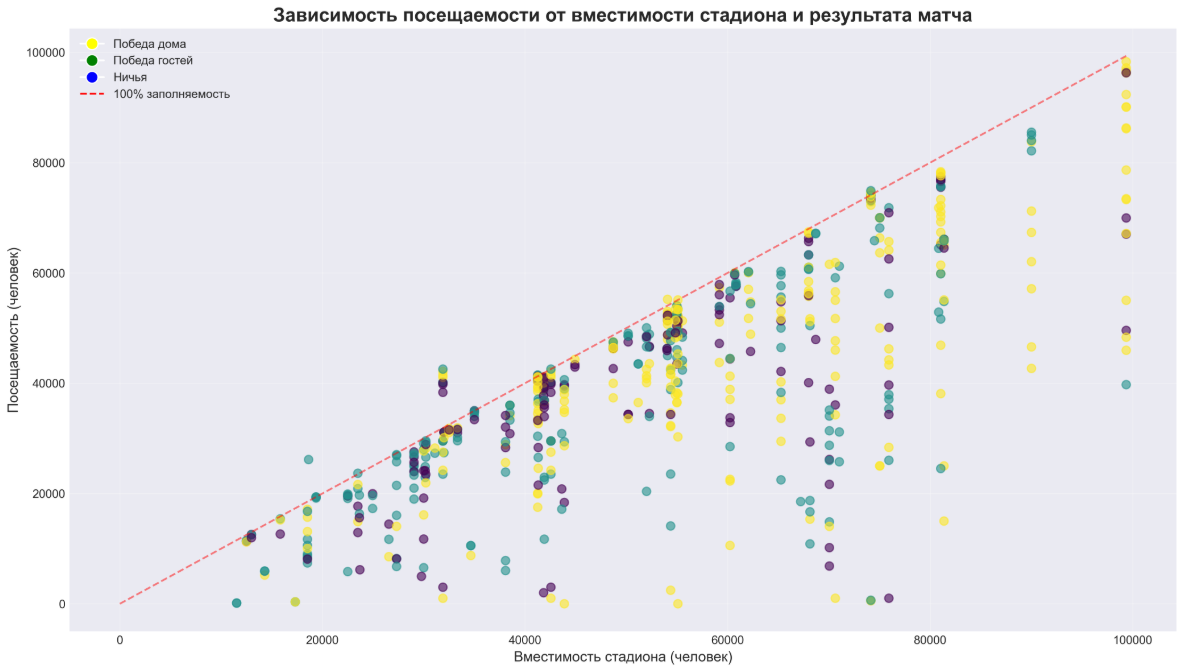 Зависимость посещаемости от вместимости стадиона и результата матча
Победа дома
Победа гостей
Ничья
100% заполняемость
100000
80000
60000
40000
20000
0
Посещаемость (человек)
0
20000
40000
60000
80000
100000
Вместимость стадиона (человек)